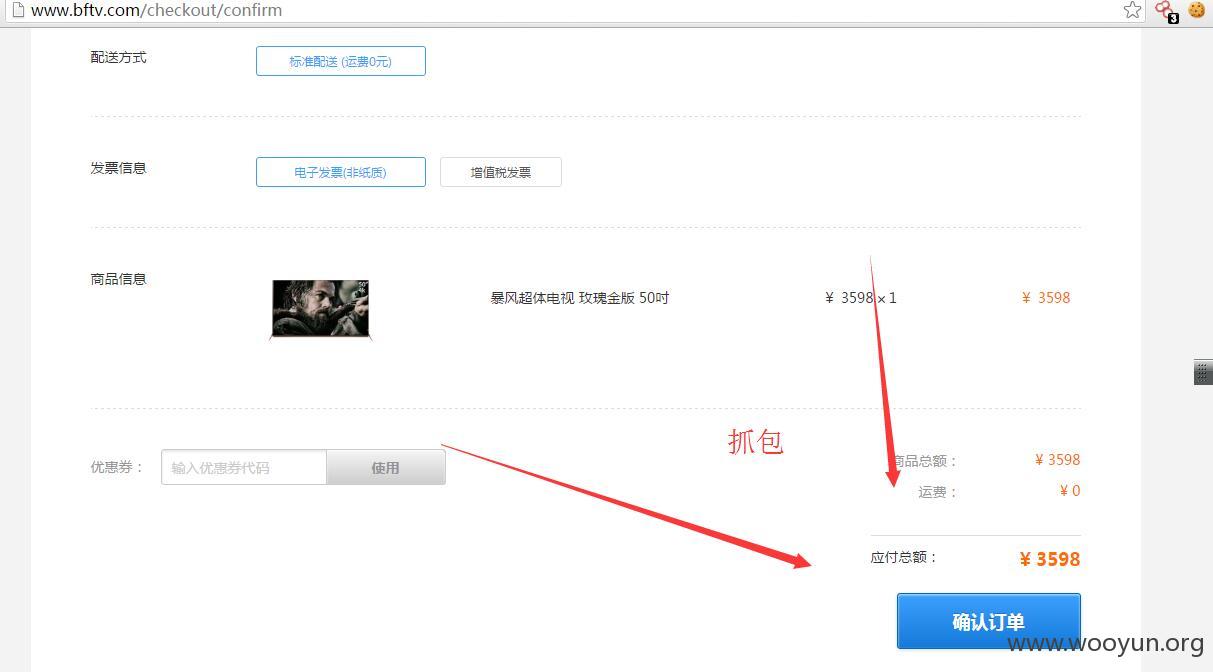 www.bftv.com/checkout/confirm
3
配送方式
标准配送 (运费0元)
发票信息
电子发票(非纸质)
增值税发票
商品信息
暴风超体电视 玫瑰金版 50吋
¥ 3598 × 1
¥ 3598
抓包
优惠券：
输入优惠券代码
使用
商品总额：
¥ 3598
运费：
¥ 0
应付总额：
¥ 3598
确认订单
www.wooyun.org